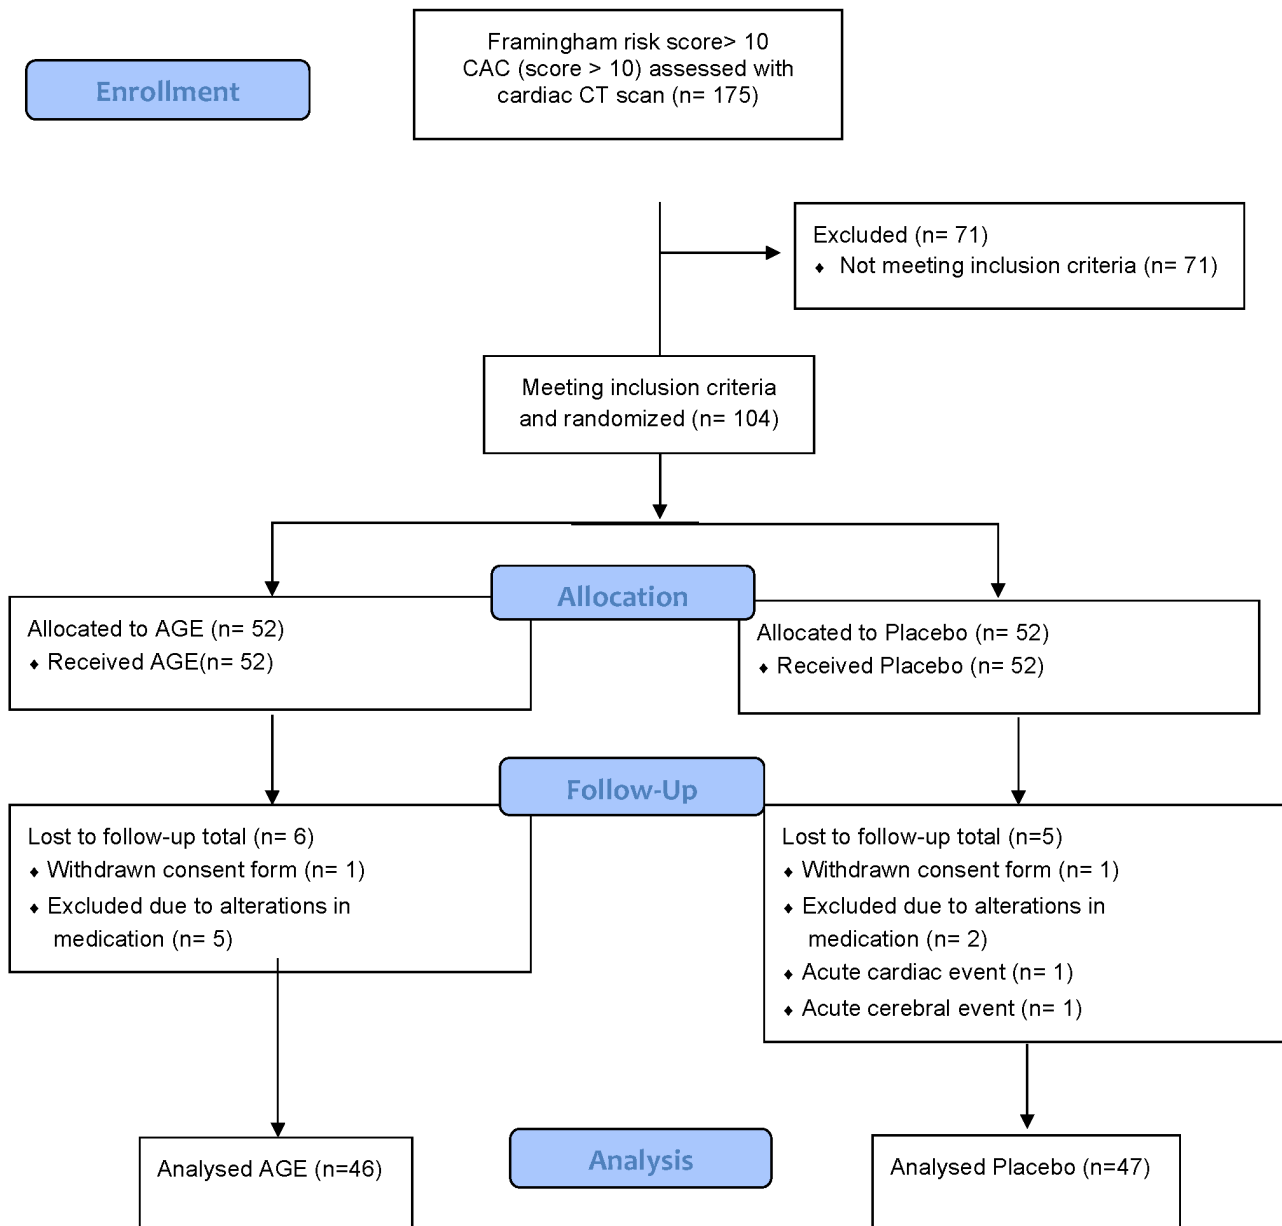 Framingham risk score> 10
CAC (score > 10) assessed with
cardiac CT scan (n= 175)
Enrollment
Excluded (n= 71)
♦ Not meeting inclusion criteria (n= 71)
Meeting inclusion criteria
and randomized (n= 104)
Allocation
Allocated to AGE (n= 52)
♦ Received AGE(n= 52)
Allocated to Placebo (n= 52)
♦ Received Placebo (n= 52)
Follow-Up
Lost to follow-up total (n= 6)
♦ Withdrawn consent form (n= 1)
♦ Excluded due to alterations in
medication (n= 5)
Lost to follow-up total (n=5)
♦ Withdrawn consent form (n= 1)
♦ Excluded due to alterations in
medication (n= 2)
♦ Acute cardiac event (n= 1)
♦ Acute cerebral event (n= 1)
Analysis
Analysed AGE (n=46)
Analysed Placebo (n=47)